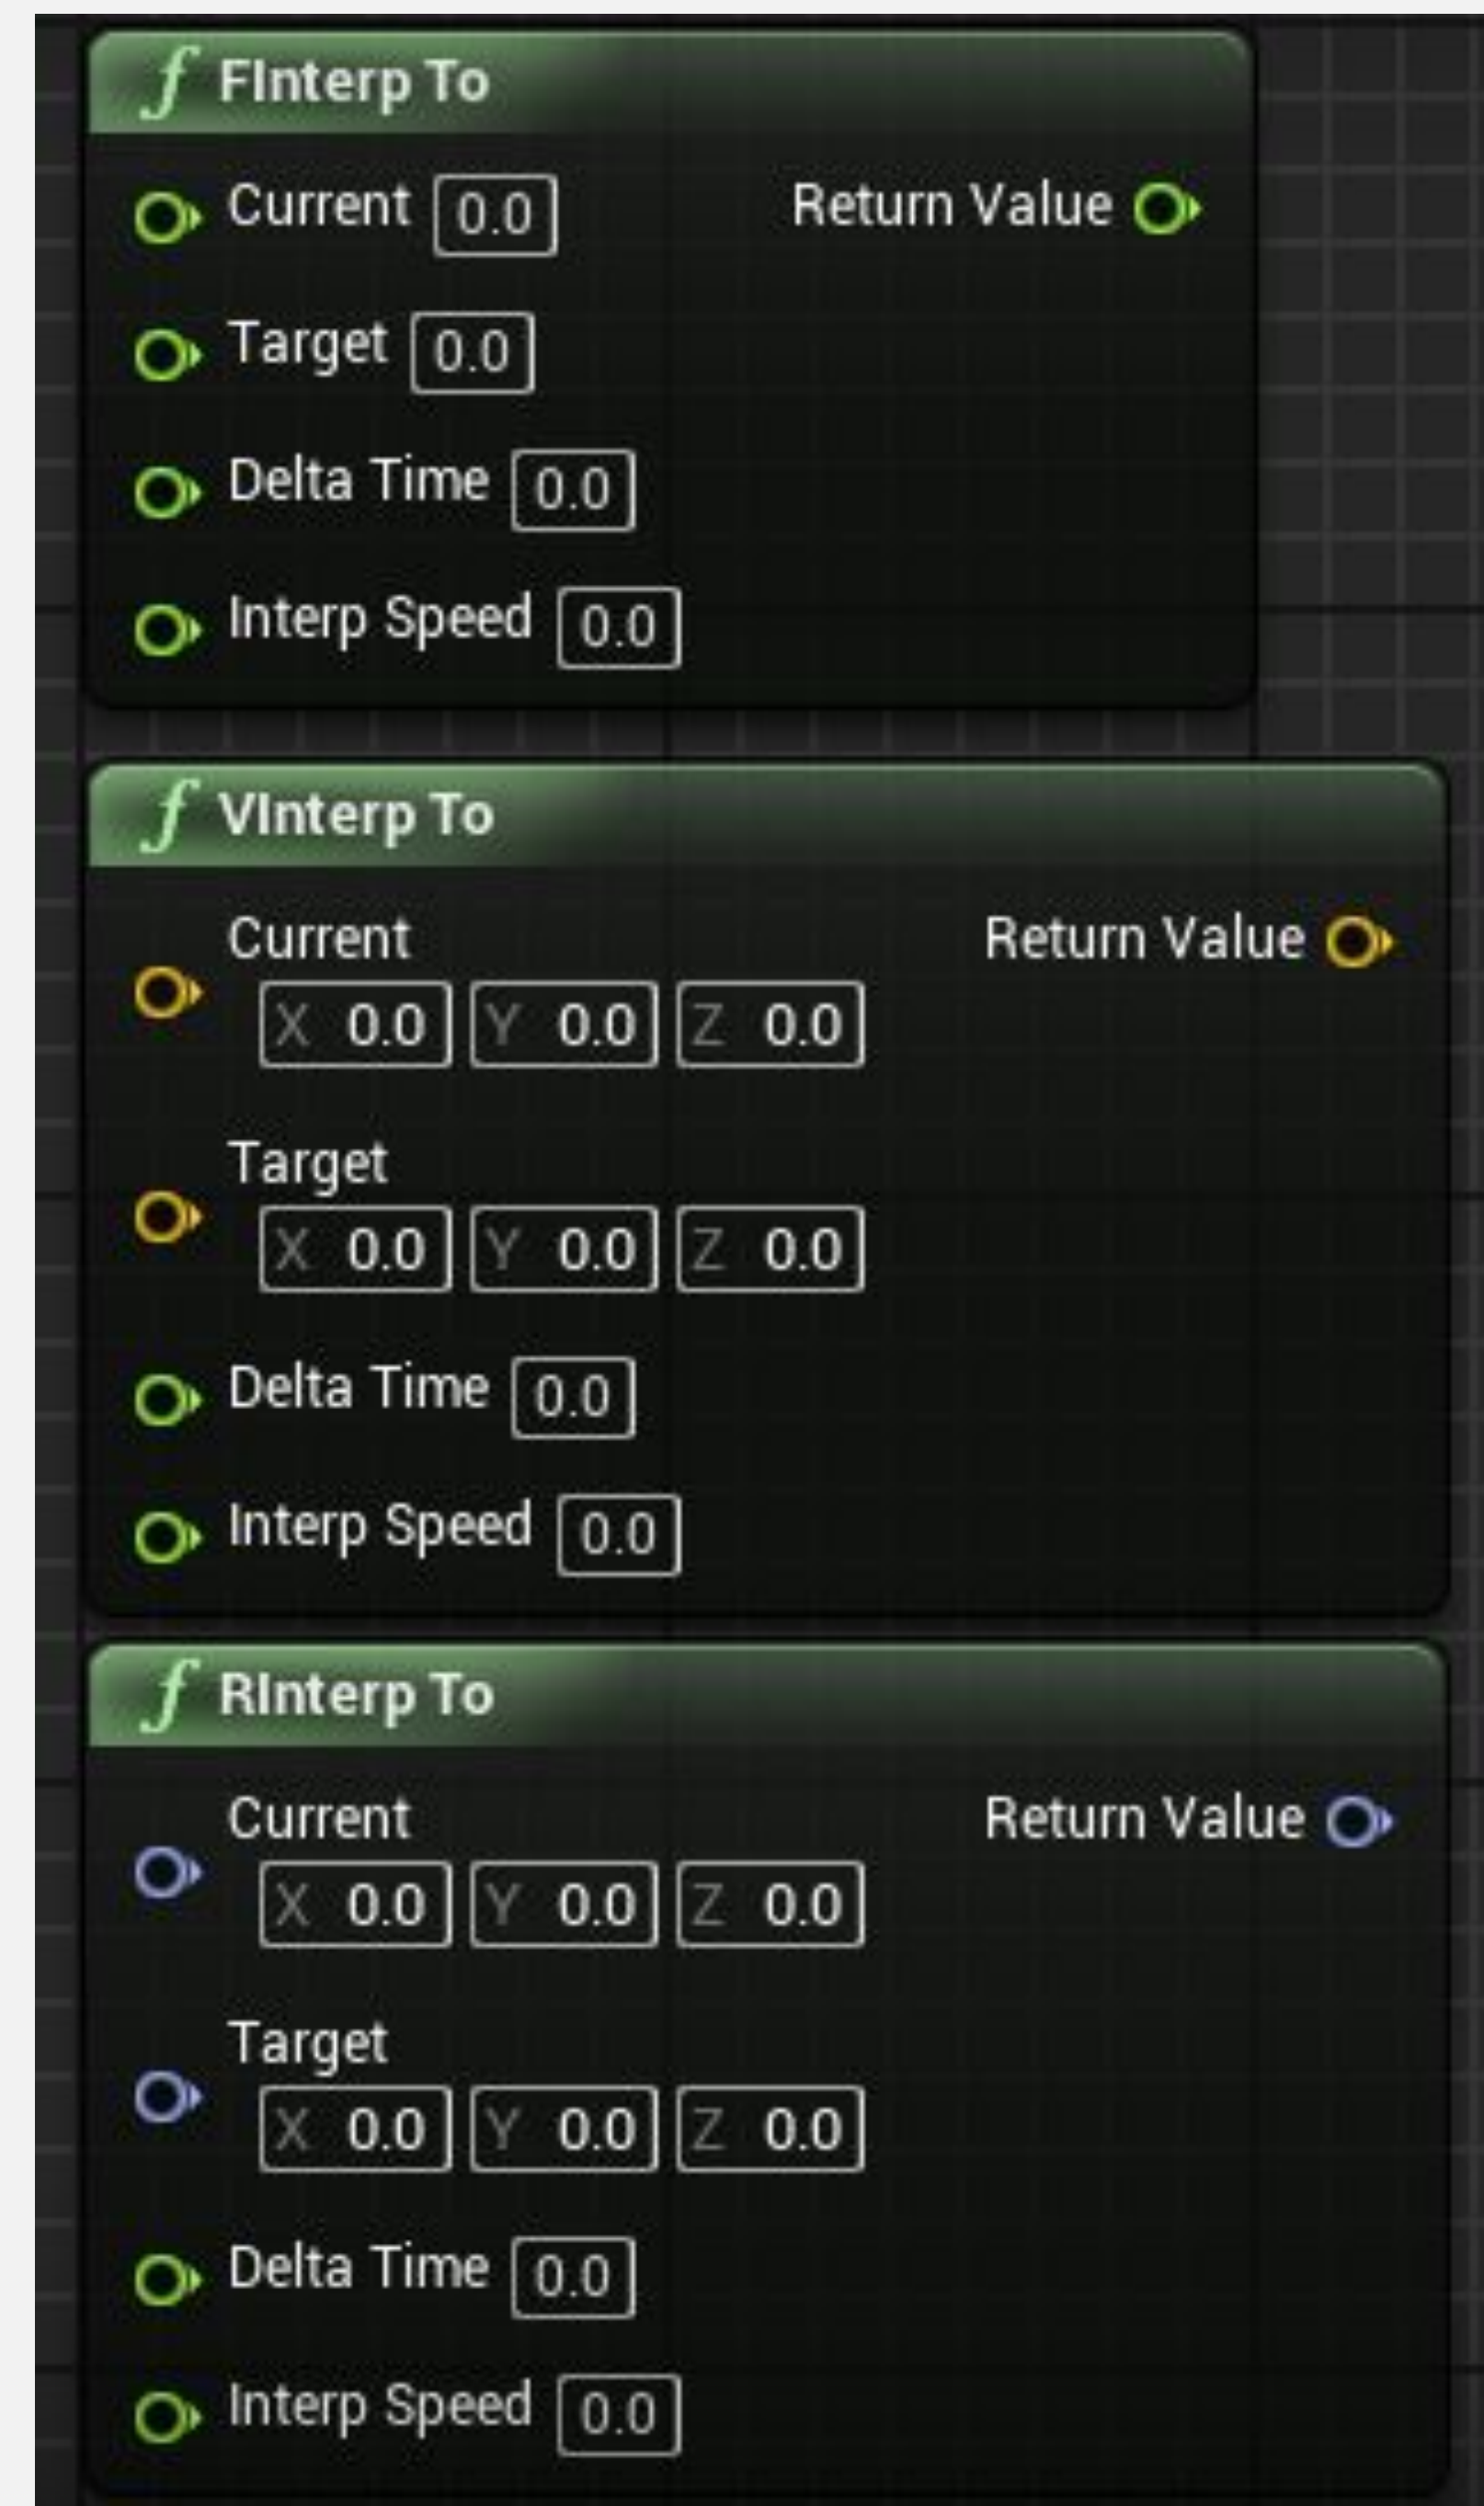 f FInterp To
Current 0.0 Return Value
Target 0.0
Delta Time 0.0
Interp Speed 0.0
f VInterp To
Current Return Value
X 0.0 Y 0.0 Z 0.0
Target
X 0.0 Y 0.0 Z 0.0
Delta Time 0.0
Interp Speed 0.0
f RInterp To
Current Return Value
X 0.0 Y 0.0 Z 0.0
Target
X 0.0 Y 0.0 Z 0.0
Delta Time 0.0
Interp Speed 0.0